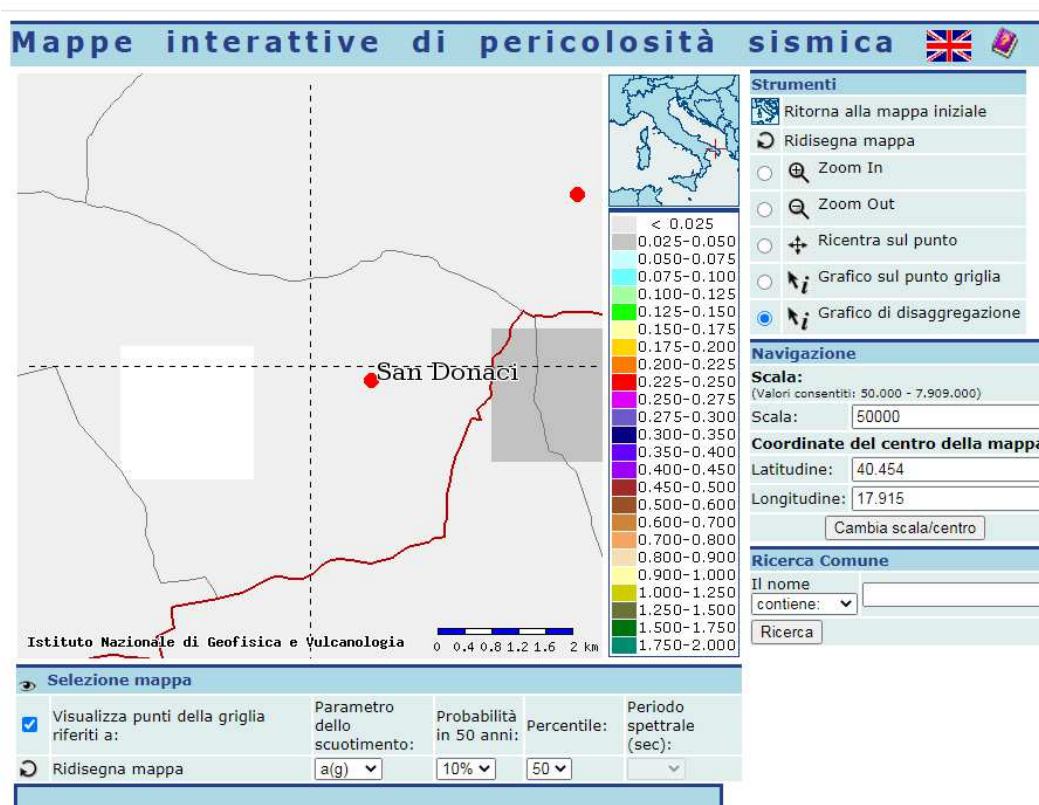 Mappe interattive di pericolosità sismica
San Donaci
Istituto Nazionale di Geofisica e Vulcanologia
0 0.4 0.8 1.2 1.6 2 km
< 0.025
0.025-0.050
0.050-0.075
0.075-0.100
0.100-0.125
0.125-0.150
0.150-0.175
0.175-0.200
0.200-0.225
0.225-0.250
0.250-0.275
0.275-0.300
0.300-0.350
0.350-0.400
0.400-0.450
0.450-0.500
0.500-0.600
0.600-0.700
0.700-0.800
0.800-0.900
0.900-1.000
1.000-1.250
1.250-1.500
1.500-1.750
1.750-2.000
Strumenti
Ritorna alla mappa iniziale
Ridisegna mappa
Zoom In
Zoom Out
Ricentra sul punto
Grafico sul punto griglia
Grafico di disaggregazione
Navigazione
Scala:
(Valori consentiti: 50.000 - 7.909.000)
Scala: 50000
Coordinate del centro della mappa
Latitudine: 40.454
Longitudine: 17.915
Cambia scala/centro
Ricerca Comune
Il nome
contiene:
Ricerca
Selezione mappa
Visualizza punti della griglia
riferiti a:
Parametro
dello
scuotimento:
Probabilità
in 50 anni:
Percentile:
Periodo
spettrale
(sec):
Ridisegna mappa a(g) 10% 50